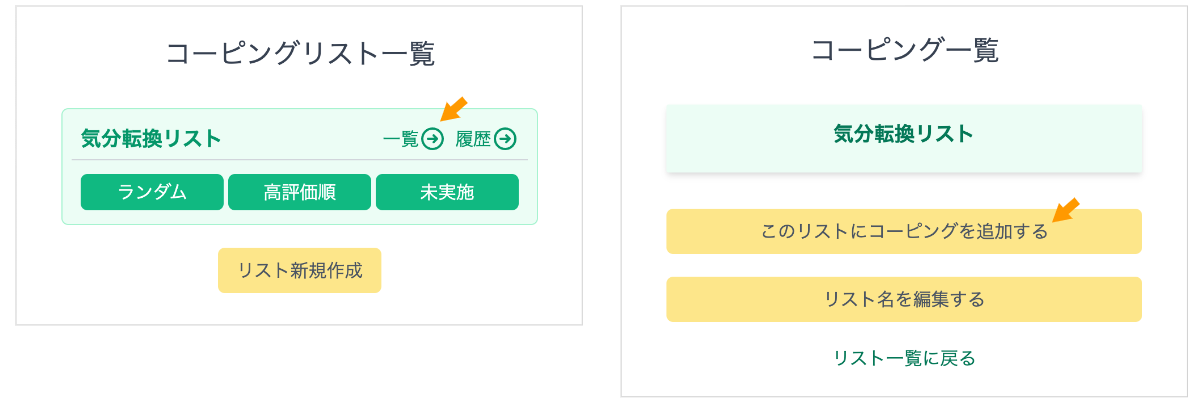 コーピングリスト一覧
気分転換リスト 一覧 履歴
ランダム 高評価順 未実施
リスト新規作成
コーピング一覧
気分転換リスト
このリストにコーピングを追加する
リスト名を編集する
リスト一覧に戻る